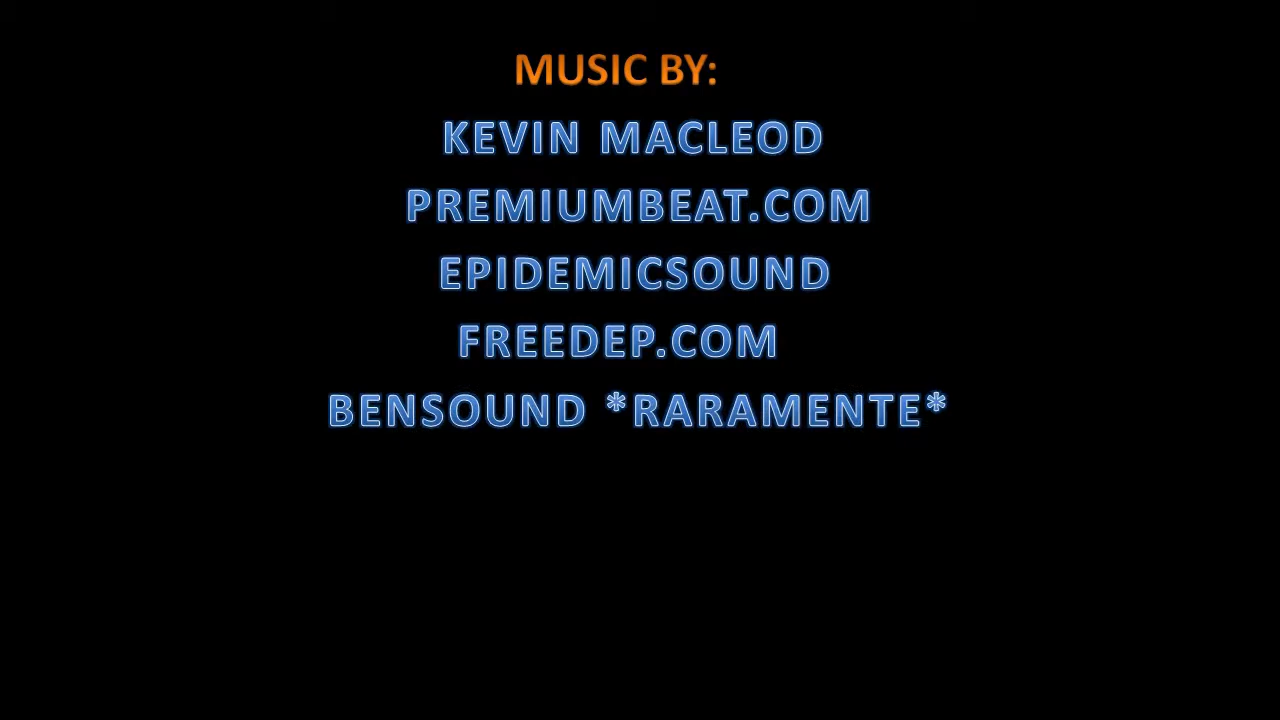 MUSIC BY:
KEVIN MACLEOD
PREMIUMBEAT.COM
EPIDEMICSOUND
FREEDEP.COM
BENSOUND *RARAMENTE*